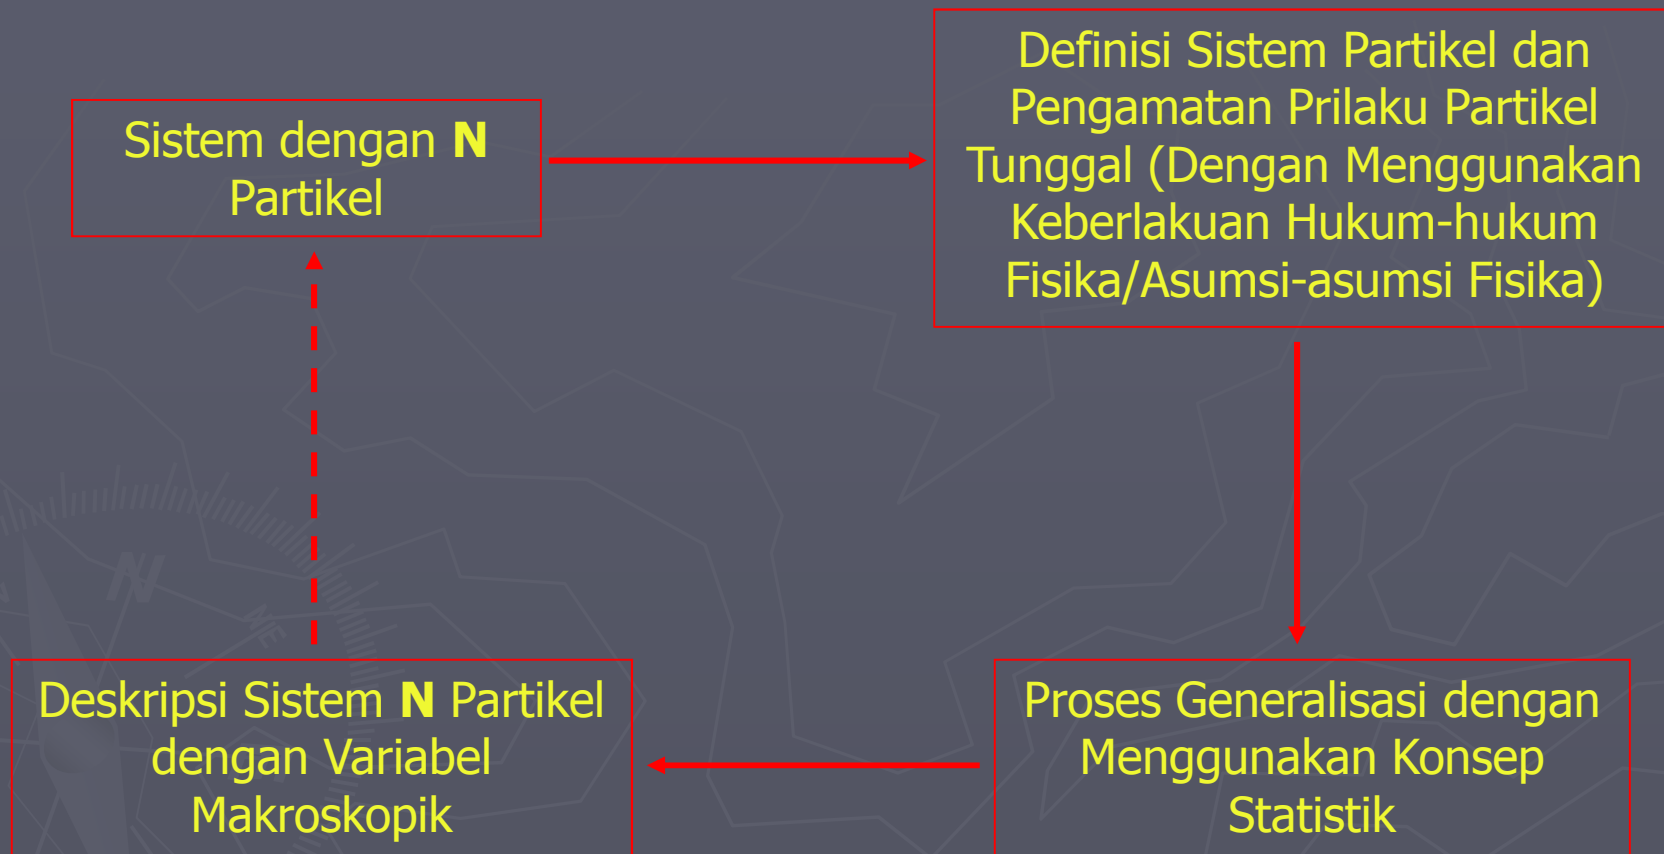 Sistem dengan N
Partikel
Definisi Sistem Partikel dan
Pengamatan Prilaku Partikel
Tunggal (Dengan Menggunakan
Keberlakuan Hukum-hukum
Fisika/Asumsi-asumsi Fisika)
Deskripsi Sistem N Partikel
dengan Variabel
Makroskopik
Proses Generalisasi dengan
Menggunakan Konsep
Statistik
N
NE